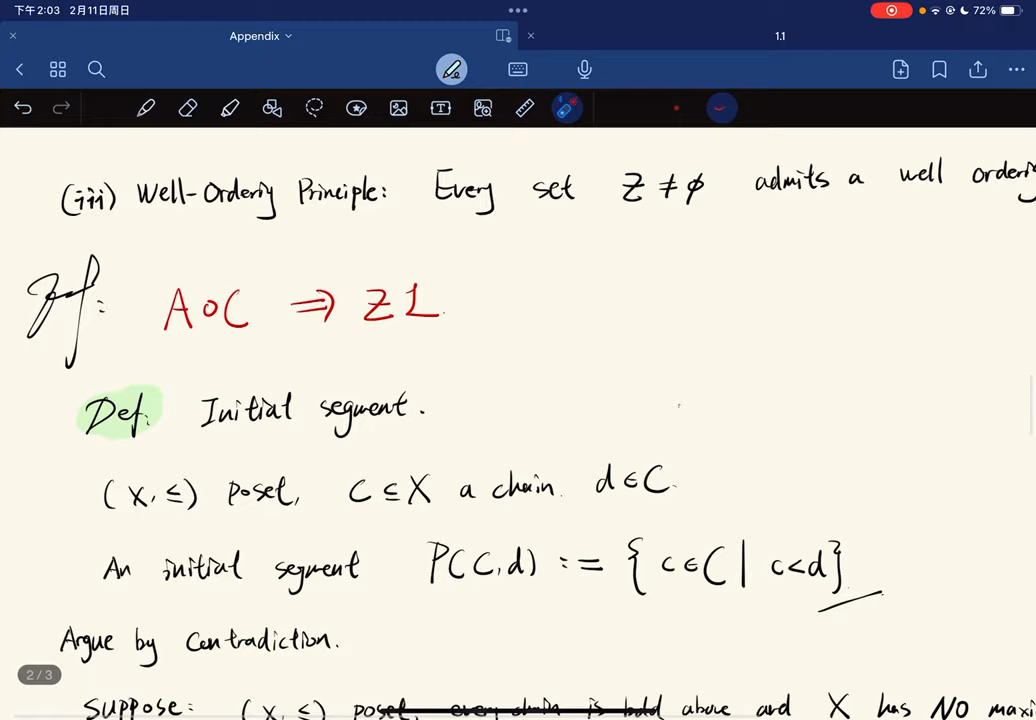 下午2:03 2月11日周日 72%
Appendix 1.1
(iii) Well-Orderig Principle: Every set Z ≠ ∅ admits a well orderi
Pf: AoC ⇒ ZL.
Def: Initial segment.
(X, ≤) poset, C ⊆ X a chain. d ∈ C.
An initial segment P(C, d) := { c ∈ C | c < d }
Argue by contradiction.
2 / 3
Suppose: (X, ≤) poset, every chain is bdd above and X has NO maxi